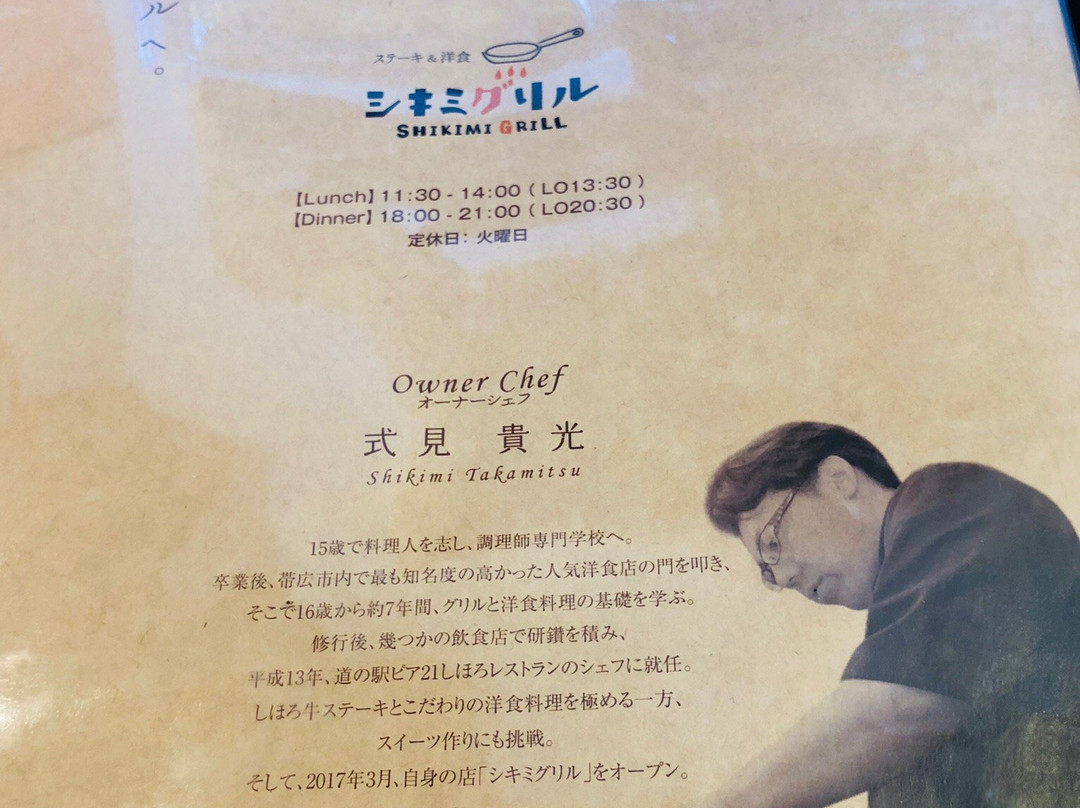 ルへ。
ステーキ & 洋食
シキミグリル
SHIKIMI GRILL
【Lunch】11:30 - 14:00 ( LO13:30 )
【Dinner】18:00 - 21:00 ( LO20:30 )
定休日：火曜日
Owner Chef
オーナーシェフ
式見 貴光
Shikimi Takamitsu
15歳で料理人を志し、調理師専門学校へ。
卒業後、帯広市内で最も知名度の高かった人気洋食店の門を叩き、
そこで16歳から約7年間、グリルと洋食料理の基礎を学ぶ。
修行後、幾つかの飲食店で研鑽を積み、
平成13年、道の駅ピア21しほろレストランのシェフに就任。
しほろ牛ステーキとこだわりの洋食料理を極める一方、
スイーツ作りにも挑戦。
そして、2017年3月、自身の店「シキミグリル」をオープン。